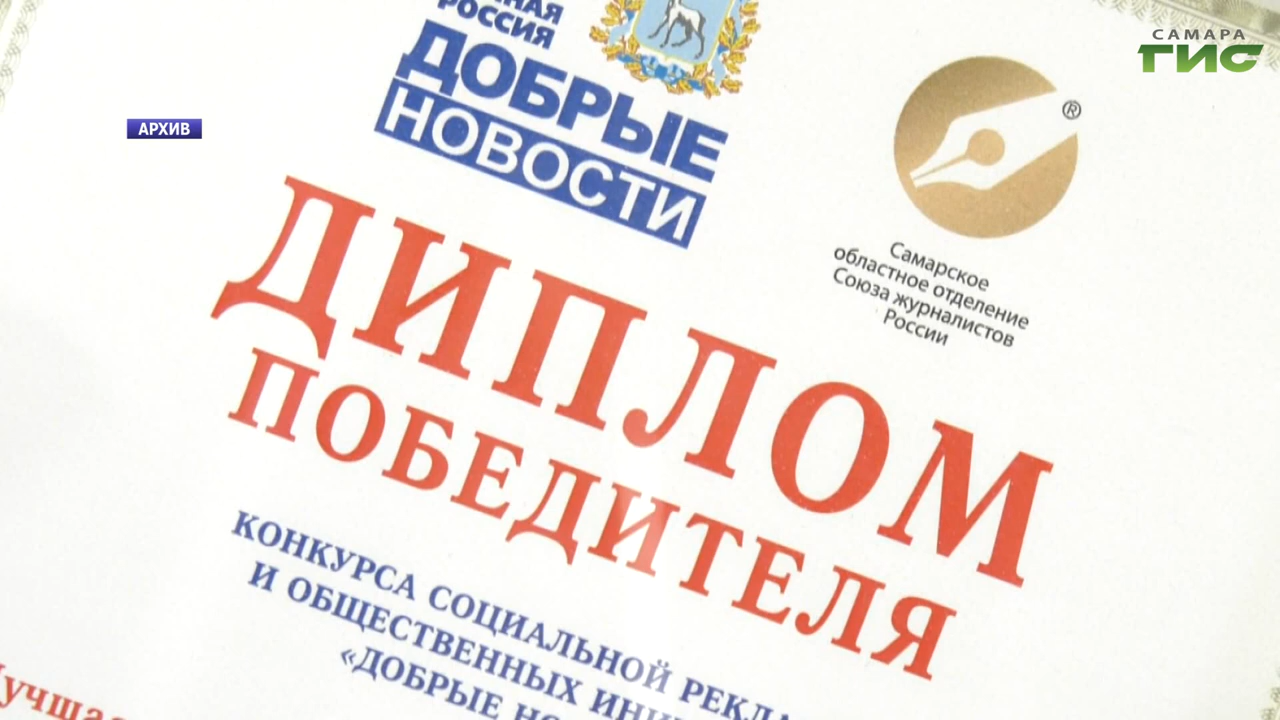 САМАРА
ГИС
АРХИВ
РОССИЯ
ДОБРЫЕ
НОВОСТИ
®
Самарское
областное отделение
Союза журналистов
России
ДИПЛОМ
ПОБЕДИТЕЛЯ
КОНКУРСА СОЦИАЛЬНОЙ
И ОБЩЕСТВЕННЫХ
«ДОБРЫЕ